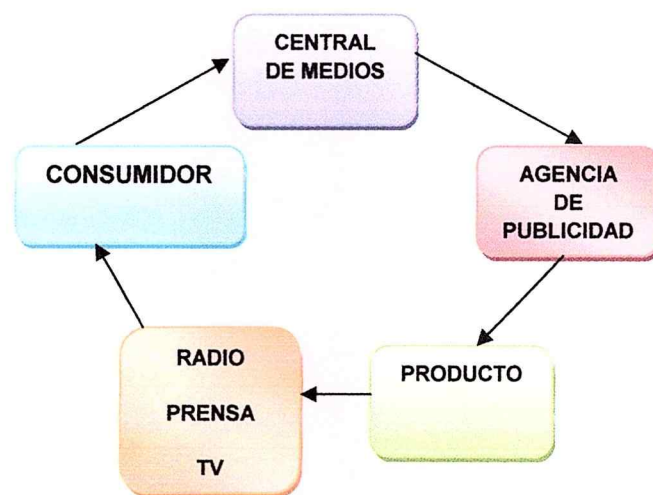 CENTRAL
DE MEDIOS
CONSUMIDOR
AGENCIA
DE
PUBLICIDAD
RADIO
PRENSA
TV
PRODUCTO